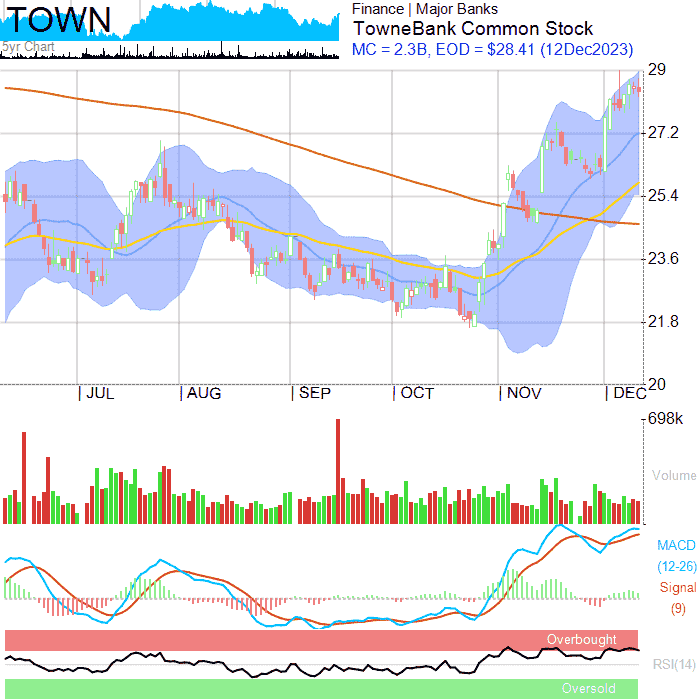 TOWN
5yr Chart
Finance | Major Banks
TowneBank Common Stock
MC = 2.3B, EOD = $28.41 (12Dec2023)
29
27.2
25.4
23.6
21.8
20
| JUL
| AUG
| SEP
| OCT
| NOV
| DEC
698k
Volume
MACD
(12-26)
Signal
(9)
Overbought
RSI(14)
Oversold